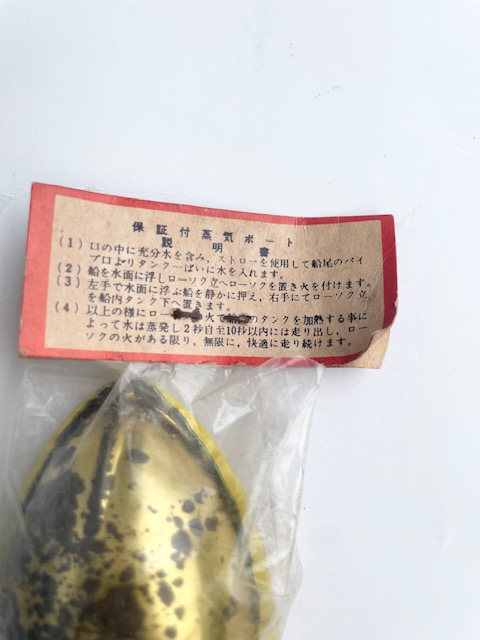 保証付蒸気ボート
説明書
(1) 口の中に充分水を含み、ストローを使用して船尾のパイ
プよりタンク一ぱいに水を入れます。
(2) 船を水面に浮しローソク立へローソクを置き火を付けます。
(3) 左手で水面に浮ぶ船を静かに押え、右手にてローソク立
を船内タンク下へ置きます。
(4) 以上の様にロー 火で のタンクを加熱する事に
よって水は蒸発し2秒自至10秒以内には走り出し、ロー
ソクの火がある限り、無限に、快適に走り続けます。